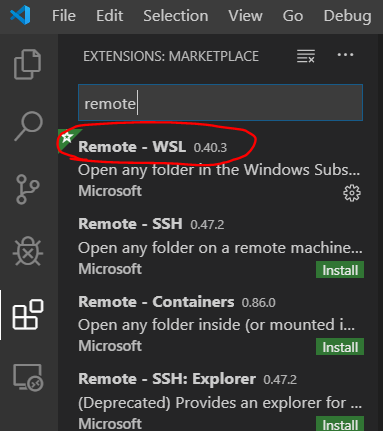 File Edit Selection View Go Debug
EXTENSIONS: MARKETPLACE
remote
Remote - WSL 0.40.3
Open any folder in the Windows Subs...
Microsoft
Remote - SSH 0.47.2
Open any folder on a remote machine...
Microsoft Install
Remote - Containers 0.86.0
Open any folder inside (or mounted i...
Microsoft Install
Remote - SSH: Explorer 0.47.2
(Deprecated) Provides an explorer for ...
Microsoft Install